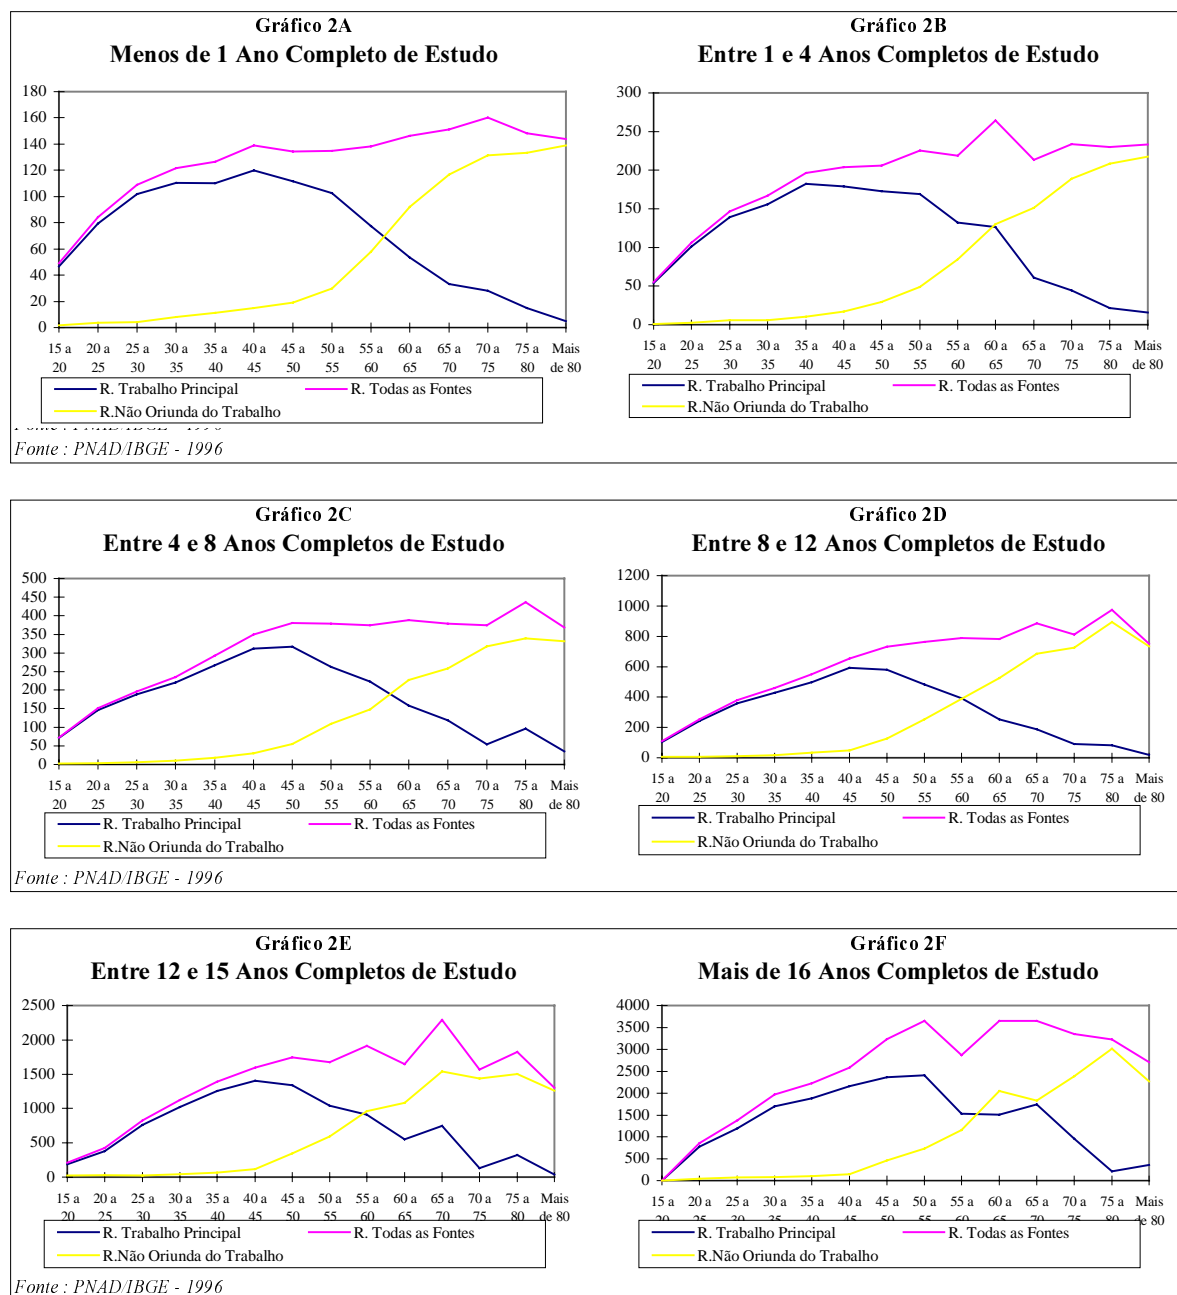 Gráfico 2A
Menos de 1 Ano Completo de Estudo
180
160
140
120
100
80
60
40
20
0
15 a 20 a 25 a 30 a 35 a 40 a 45 a 50 a 55 a 60 a 65 a 70 a 75 a Mais
20 25 30 35 40 45 50 55 60 65 70 75 80 de 80
R. Trabalho Principal R. Todas as Fontes
R.Não Oriunda do Trabalho
Gráfico 2B
Entre 1 e 4 Anos Completos de Estudo
300
250
200
150
100
50
0
15 a 20 a 25 a 30 a 35 a 40 a 45 a 50 a 55 a 60 a 65 a 70 a 75 a Mais
20 25 30 35 40 45 50 55 60 65 70 75 80 de 80
R. Trabalho Principal R. Todas as Fontes
R.Não Oriunda do Trabalho
Fonte : PNAD/IBGE - 1996
Fonte : PNAD/IBGE - 1996
Gráfico 2C
Entre 4 e 8 Anos Completos de Estudo
500
450
400
350
300
250
200
150
100
50
0
15 a 20 a 25 a 30 a 35 a 40 a 45 a 50 a 55 a 60 a 65 a 70 a 75 a Mais
20 25 30 35 40 45 50 55 60 65 70 75 80 de 80
R. Trabalho Principal R. Todas as Fontes
R.Não Oriunda do Trabalho
Gráfico 2D
Entre 8 e 12 Anos Completos de Estudo
1200
1000
800
600
400
200
0
15 a 20 a 25 a 30 a 35 a 40 a 45 a 50 a 55 a 60 a 65 a 70 a 75 a Mais
20 25 30 35 40 45 50 55 60 65 70 75 80 de 80
R. Trabalho Principal R. Todas as Fontes
R.Não Oriunda do Trabalho
Fonte : PNAD/IBGE - 1996
Gráfico 2E
Entre 12 e 15 Anos Completos de Estudo
2500
2000
1500
1000
500
0
15 a 20 a 25 a 30 a 35 a 40 a 45 a 50 a 55 a 60 a 65 a 70 a 75 a Mais
20 25 30 35 40 45 50 55 60 65 70 75 80 de 80
R. Trabalho Principal R. Todas as Fontes
R.Não Oriunda do Trabalho
Gráfico 2F
Mais de 16 Anos Completos de Estudo
4000
3500
3000
2500
2000
1500
1000
500
0
15 a 20 a 25 a 30 a 35 a 40 a 45 a 50 a 55 a 60 a 65 a 70 a 75 a Mais
20 25 30 35 40 45 50 55 60 65 70 75 80 de 80
R. Trabalho Principal R. Todas as Fontes
R.Não Oriunda do Trabalho
Fonte : PNAD/IBGE - 1996